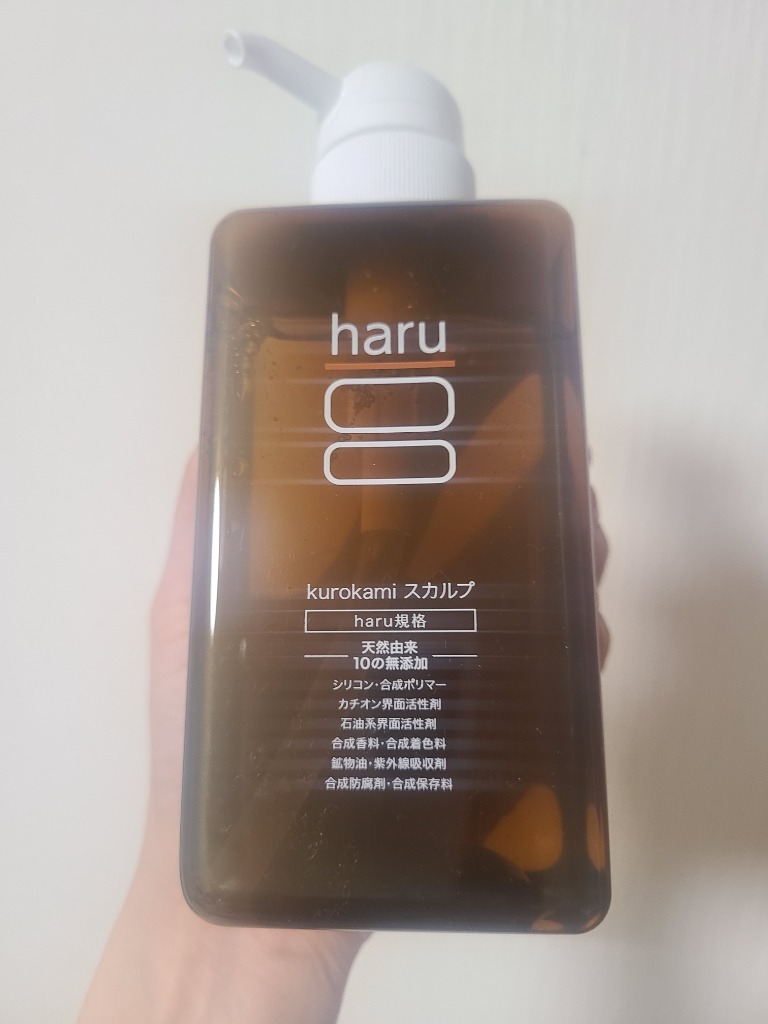 haru
kurokami スカルプ
haru規格
天然由来
10の無添加
シリコン・合成ポリマー
カチオン界面活性剤
石油系界面活性剤
合成香料・合成着色料
鉱物油・紫外線吸収剤
合成防腐剤・合成保存料